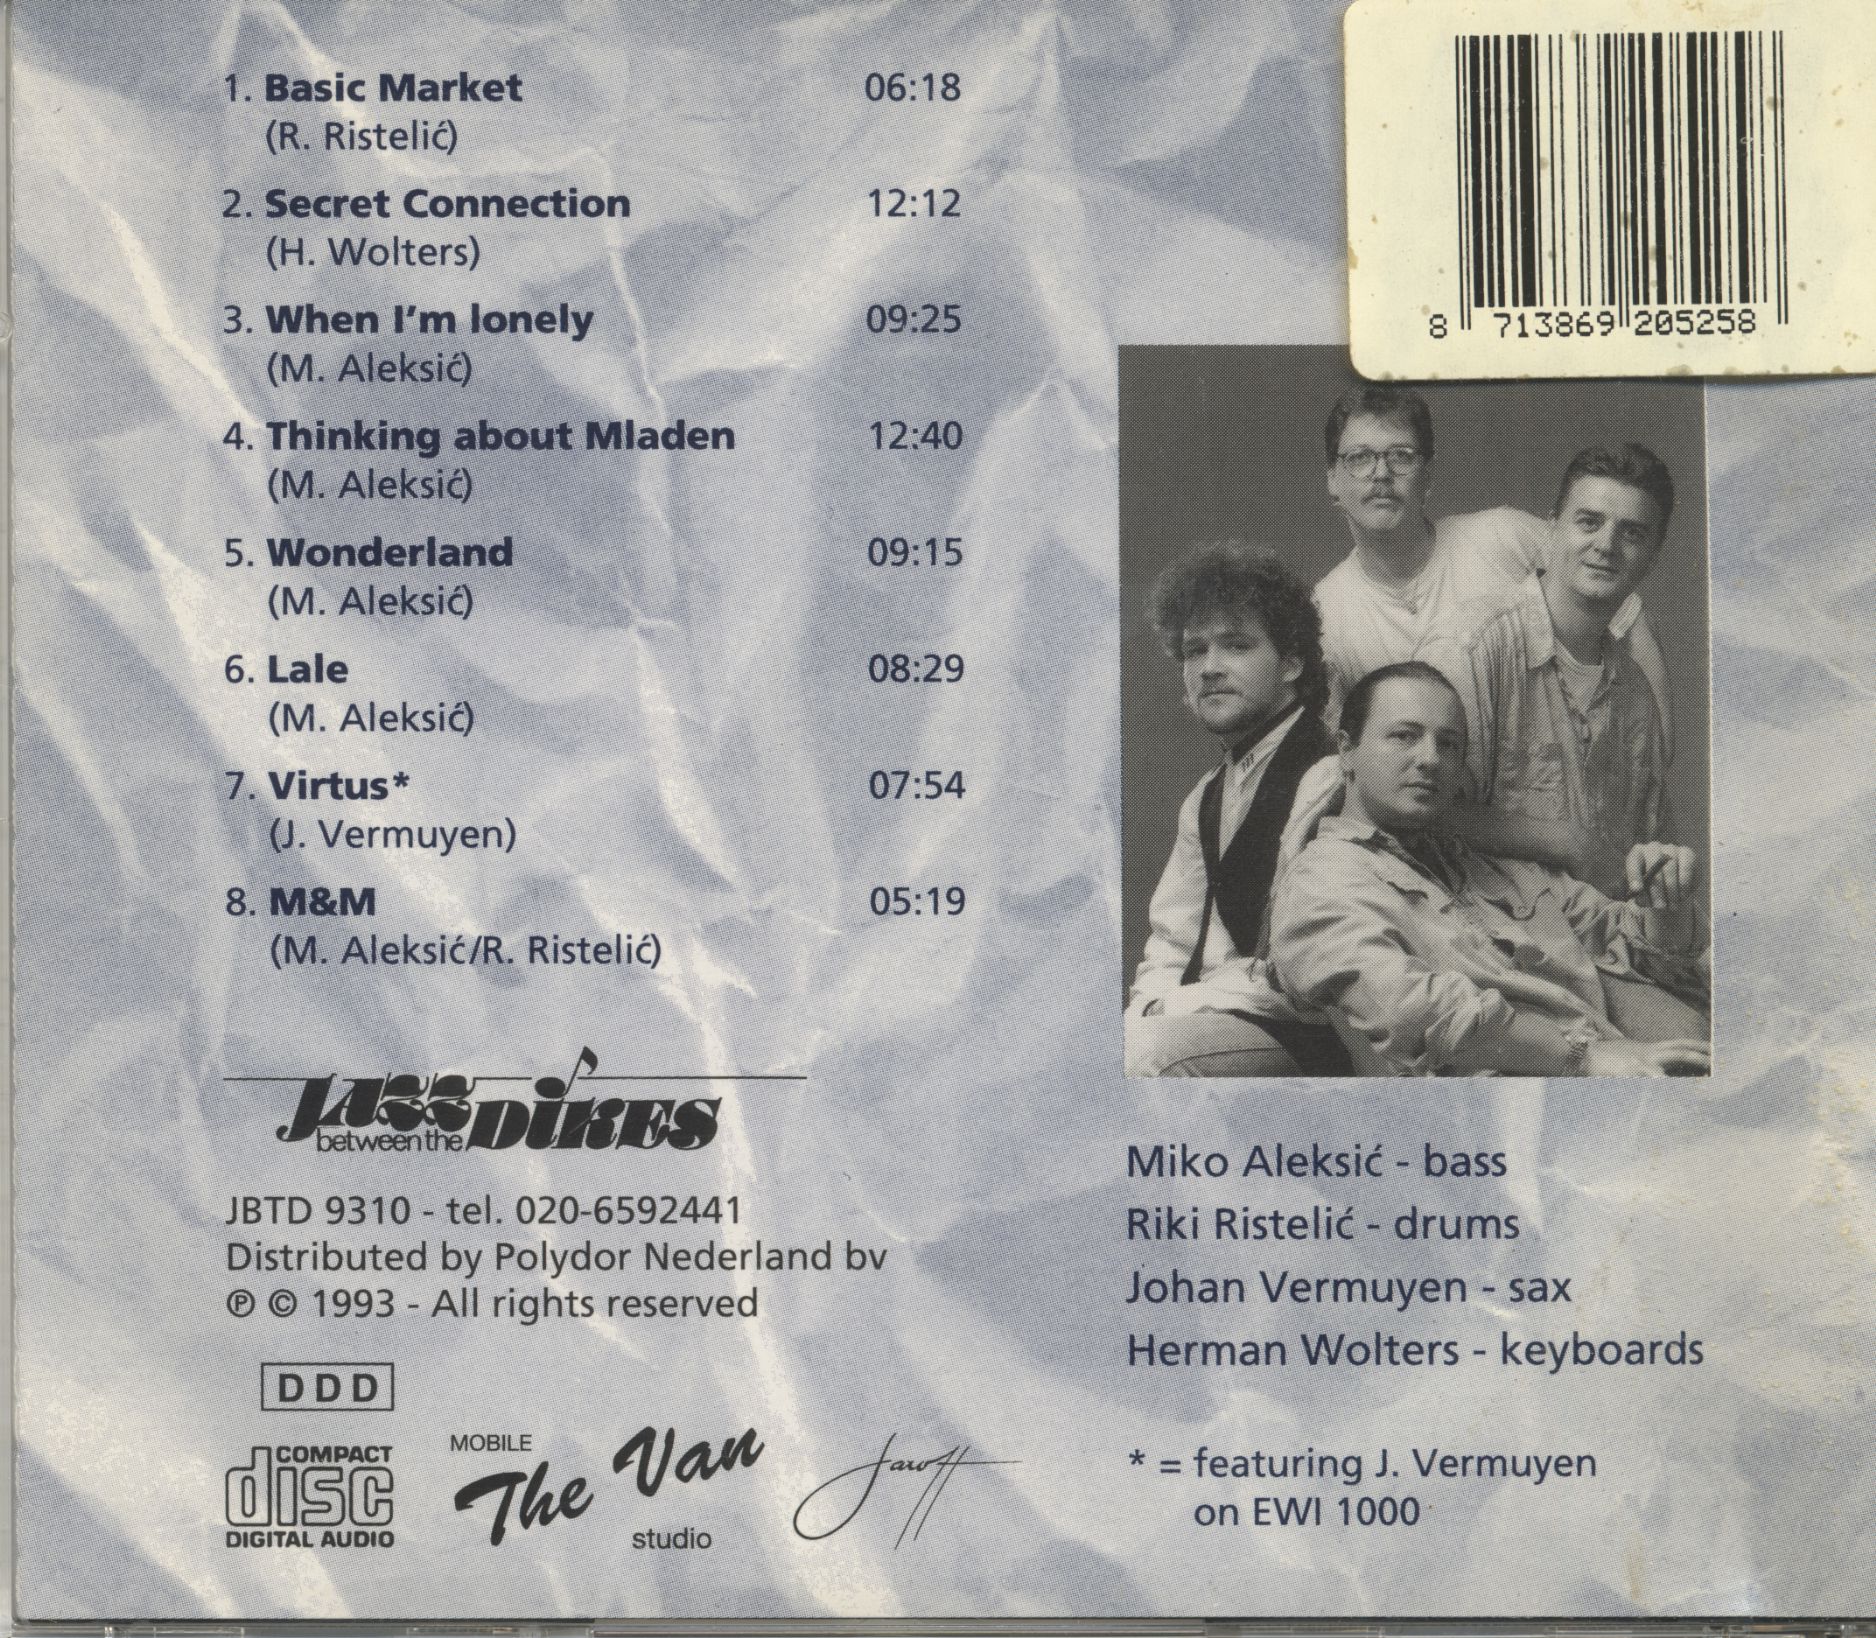 1. Basic Market 06:18
(R. Ristelić)
2. Secret Connection 12:12
(H. Wolters)
3. When I'm lonely 09:25
(M. Aleksić)
4. Thinking about Mladen 12:40
(M. Aleksić)
5. Wonderland 09:15
(M. Aleksić)
6. Lale 08:29
(M. Aleksić)
7. Virtus* 07:54
(J. Vermuyen)
8. M&M 05:19
(M. Aleksić/R. Ristelić)
JAZZ between the DIKES
JBTD 9310 - tel. 020-6592441
Distributed by Polydor Nederland bv
℗ © 1993 - All rights reserved
DDD
COMPACT
disc
DIGITAL AUDIO
MOBILE
The Van
studio
8 713869 205258
Miko Aleksić - bass
Riki Ristelić - drums
Johan Vermuyen - sax
Herman Wolters - keyboards
* = featuring J. Vermuyen
on EWI 1000